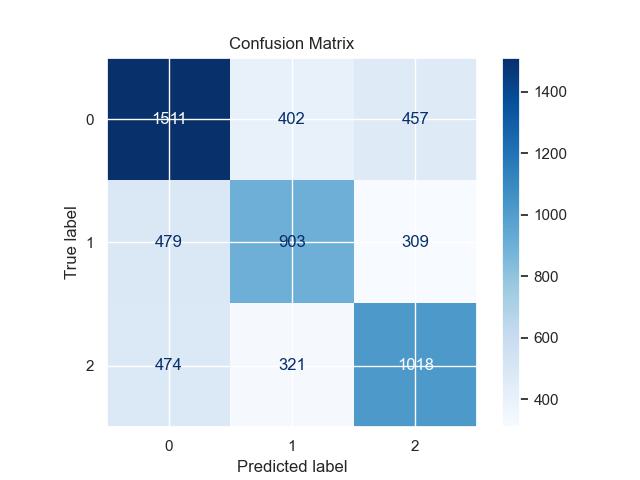 Confusion Matrix
True label
0
1511 402 457
1
479 903 309
2
474 321 1018
0 1 2
Predicted label
1400
1200
1000
800
600
400